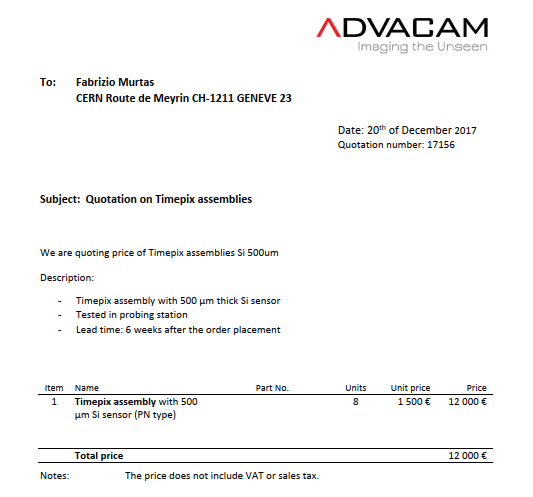 ADVACAM
Imaging the Unseen
To: Fabrizio Murtas
CERN Route de Meyrin CH-1211 GENEVE 23
Date: 20th of December 2017
Quotation number: 17156
Subject: Quotation on Timepix assemblies
We are quoting price of Timepix assemblies Si 500um
Description:
- Timepix assembly with 500 µm thick Si sensor
- Tested in probing station
- Lead time: 6 weeks after the order placement
Item Name Part No. Units Unit price Price
1 Timepix assembly with 500 8 1 500 € 12 000 €
µm Si sensor (PN type)
Total price 12 000 €
Notes: The price does not include VAT or sales tax.